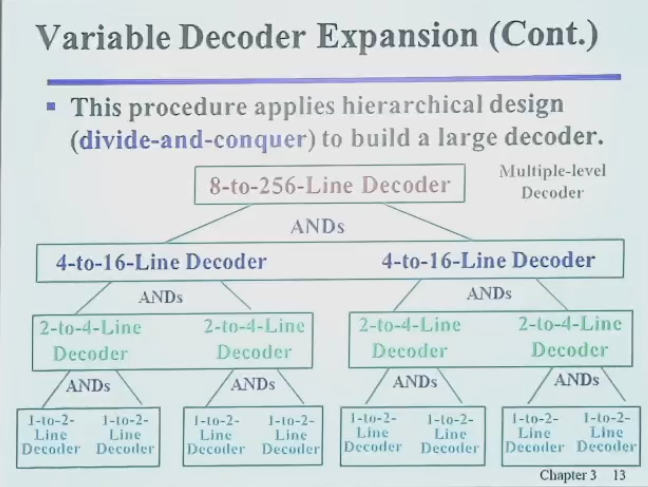 Variable Decoder Expansion (Cont.)
This procedure applies hierarchical design
(divide-and-conquer) to build a large decoder.
8-to-256-Line Decoder
Multiple-level
Decoder
ANDs
4-to-16-Line Decoder 4-to-16-Line Decoder
ANDs ANDs
2-to-4-Line 2-to-4-Line 2-to-4-Line 2-to-4-Line
Decoder Decoder Decoder Decoder
ANDs ANDs ANDs ANDs
1-to-2- 1-to-2- 1-to-2- 1-to-2- 1-to-2- 1-to-2- 1-to-2- 1-to-2-
Line Line Line Line Line Line Line Line
Decoder Decoder Decoder Decoder Decoder Decoder Decoder Decoder
Chapter 3 13